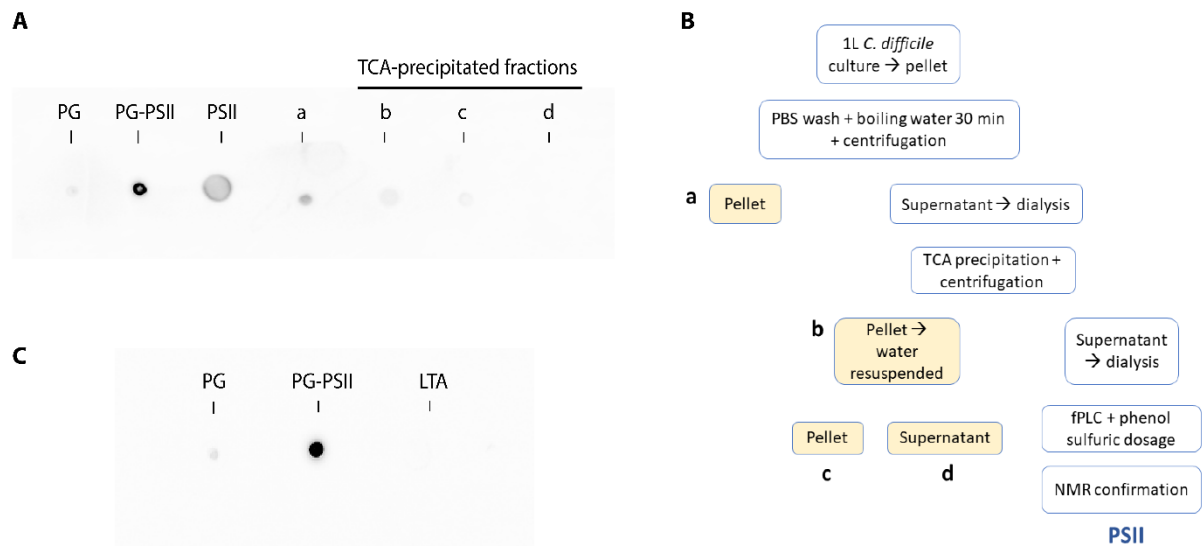 A
TCA-precipitated fractions
PG PG-PSII PSII a b c d
B
1L C. difficile
culture → pellet
PBS wash + boiling water 30 min
+ centrifugation
a
Pellet
Supernatant → dialysis
TCA precipitation +
centrifugation
b
Pellet →
water
resuspended
Supernatant
→ dialysis
Pellet
c
Supernatant
d
fPLC + phenol
sulfuric dosage
NMR confirmation
PSII
C
PG PG-PSII LTA